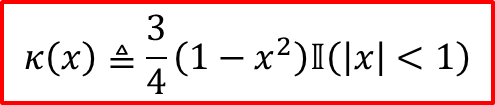 κ(x) ≜ 3/4 (1 − x²)𝕀(|x| < 1)